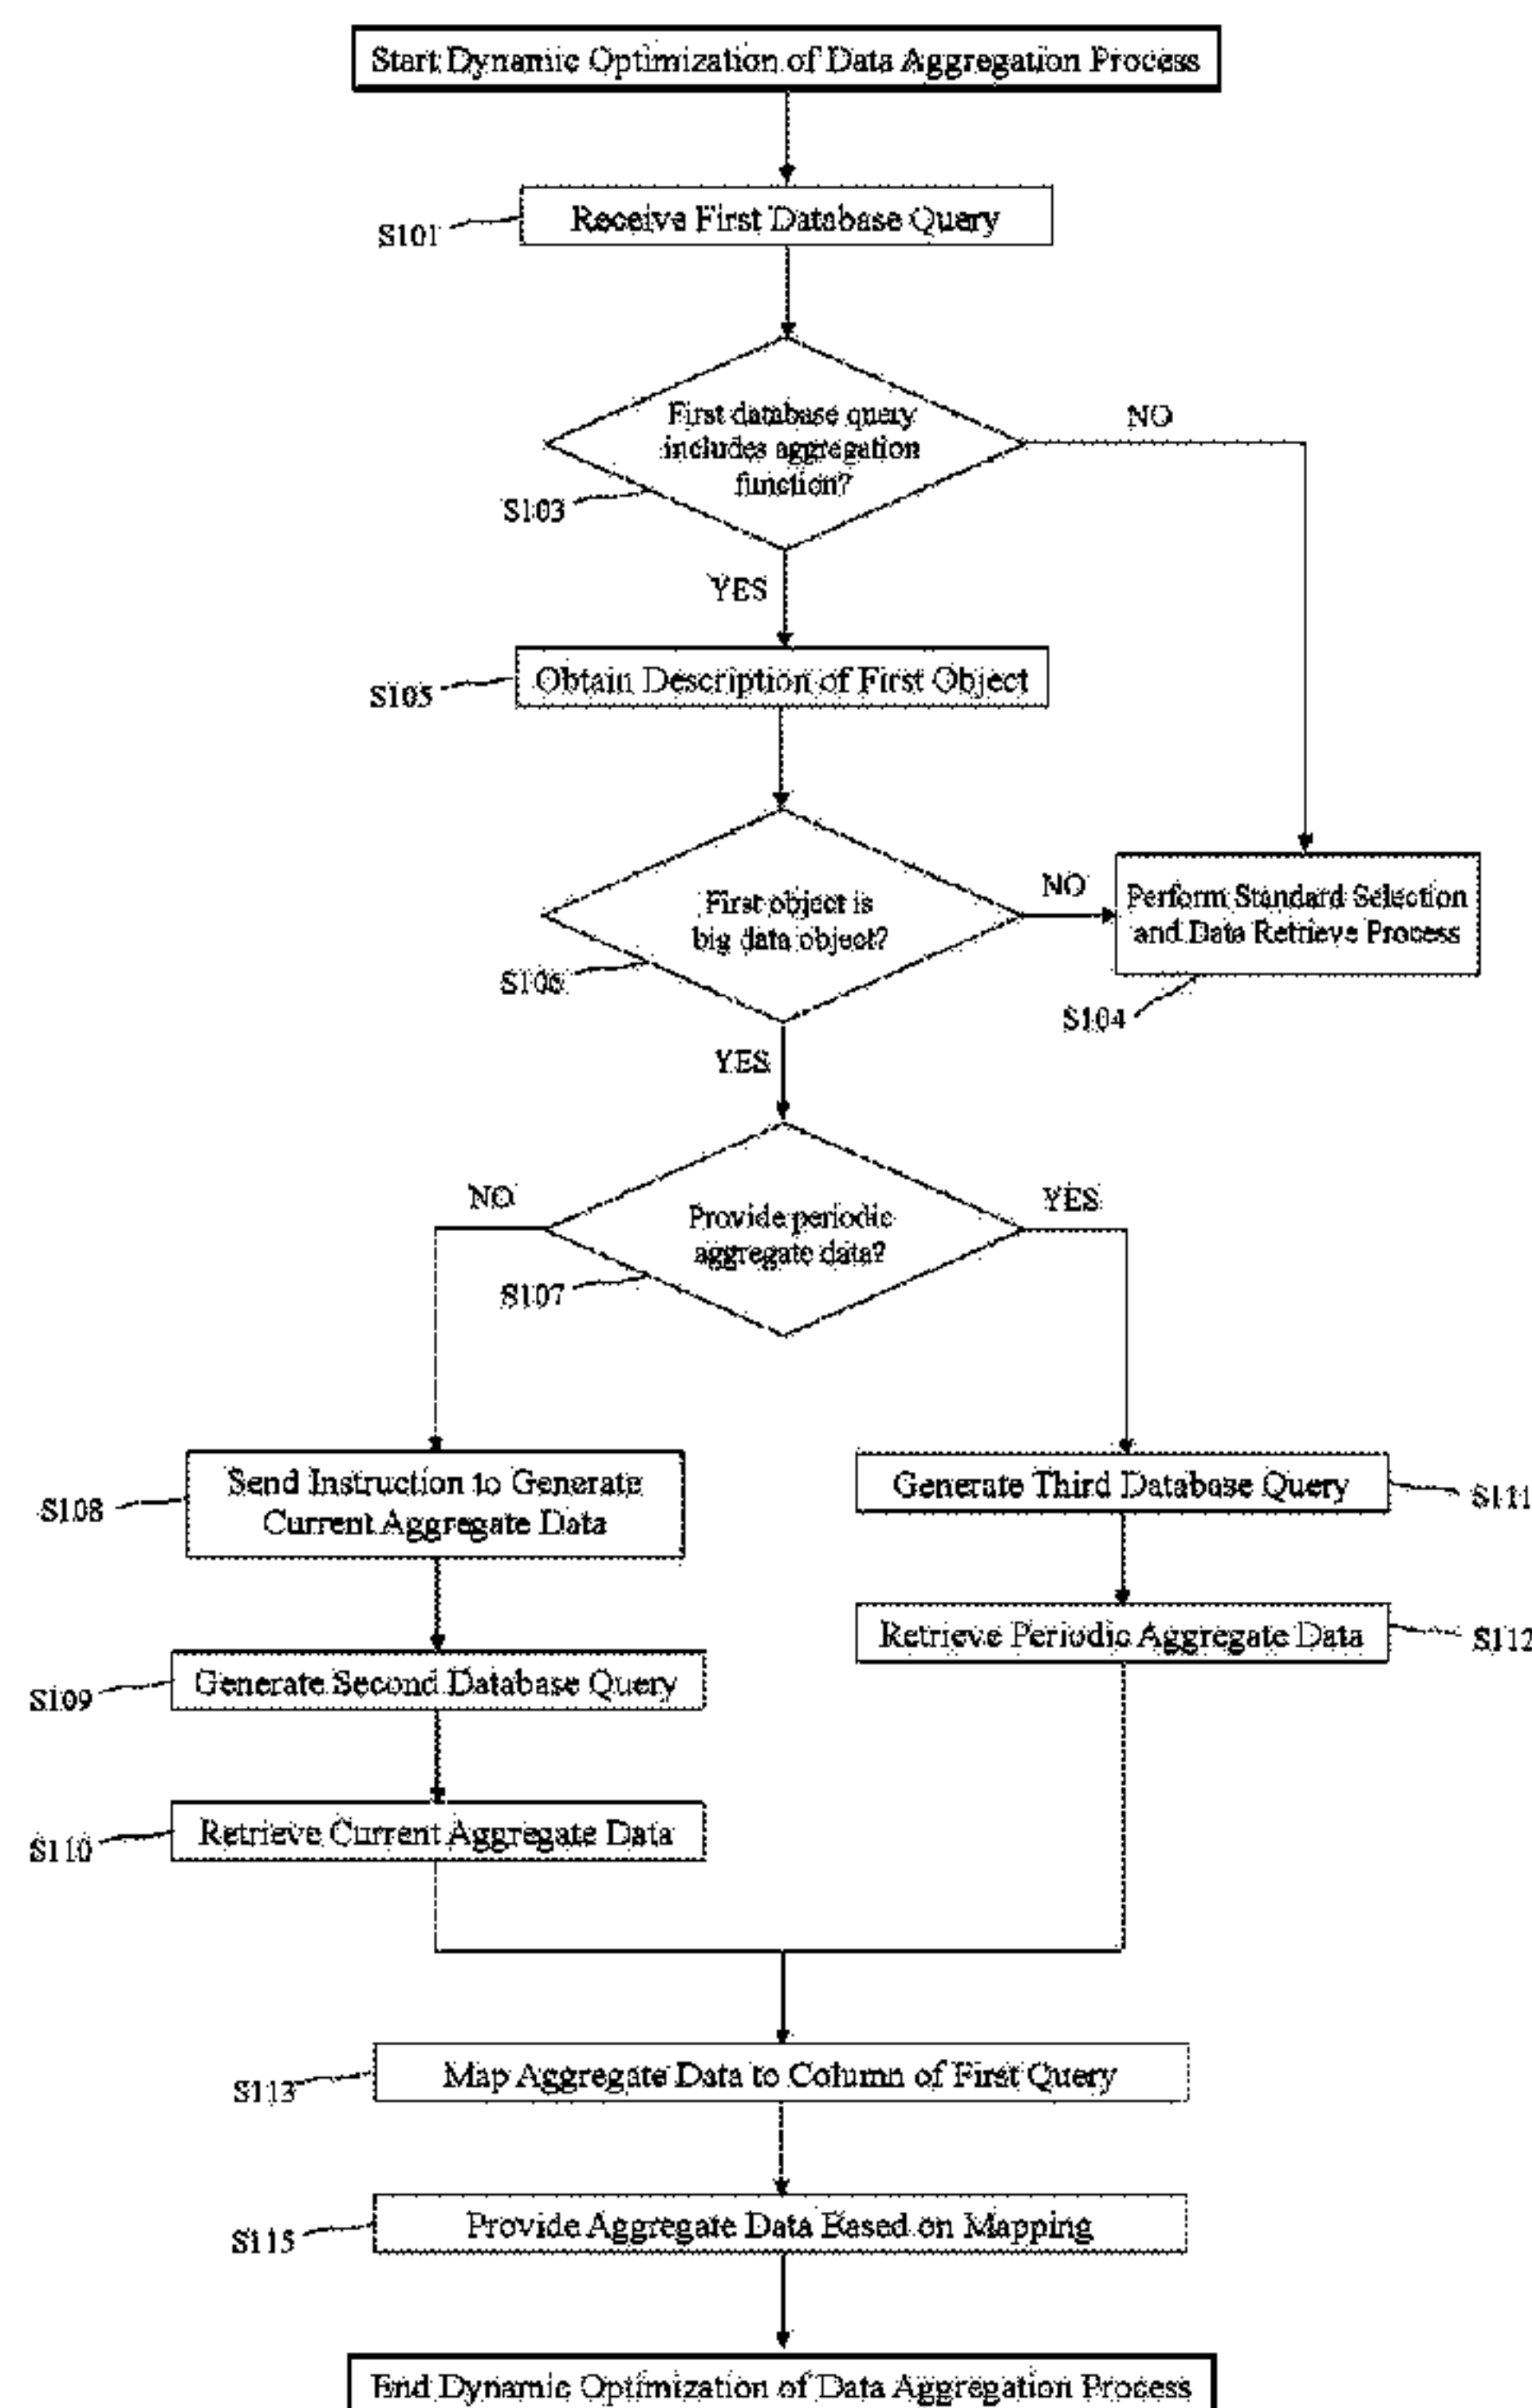 Start Dynamic Optimization of Data Aggregation Process
S101
Receive First Database Query
First database query
includes aggregation
function?
NO
S103
YES
S105
Obtain Description of First Object
First object is
big data object?
NO
Perform Standard Selection
and Data Retrieve Process
S106
S104
YES
Provide periodic
aggregate data?
NO
YES
S107
S108
Send Instruction to Generate
Current Aggregate Data
Generate Third Database Query
S111
Retrieve Periodic Aggregate Data
S112
S109
Generate Second Database Query
S110
Retrieve Current Aggregate Data
S113
Map Aggregate Data to Column of First Query
S115
Provide Aggregate Data Based on Mapping
End Dynamic Optimization of Data Aggregation Process